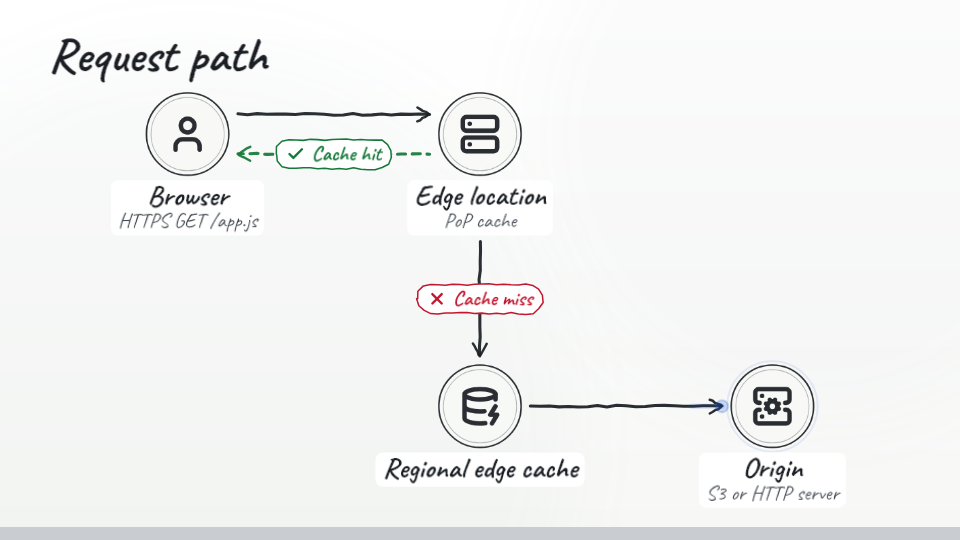 Request path
Cache hit
Browser
HTTPS GET /app.js
Edge location
PoP cache
Cache miss
Regional edge cache
Origin
S3 or HTTP server